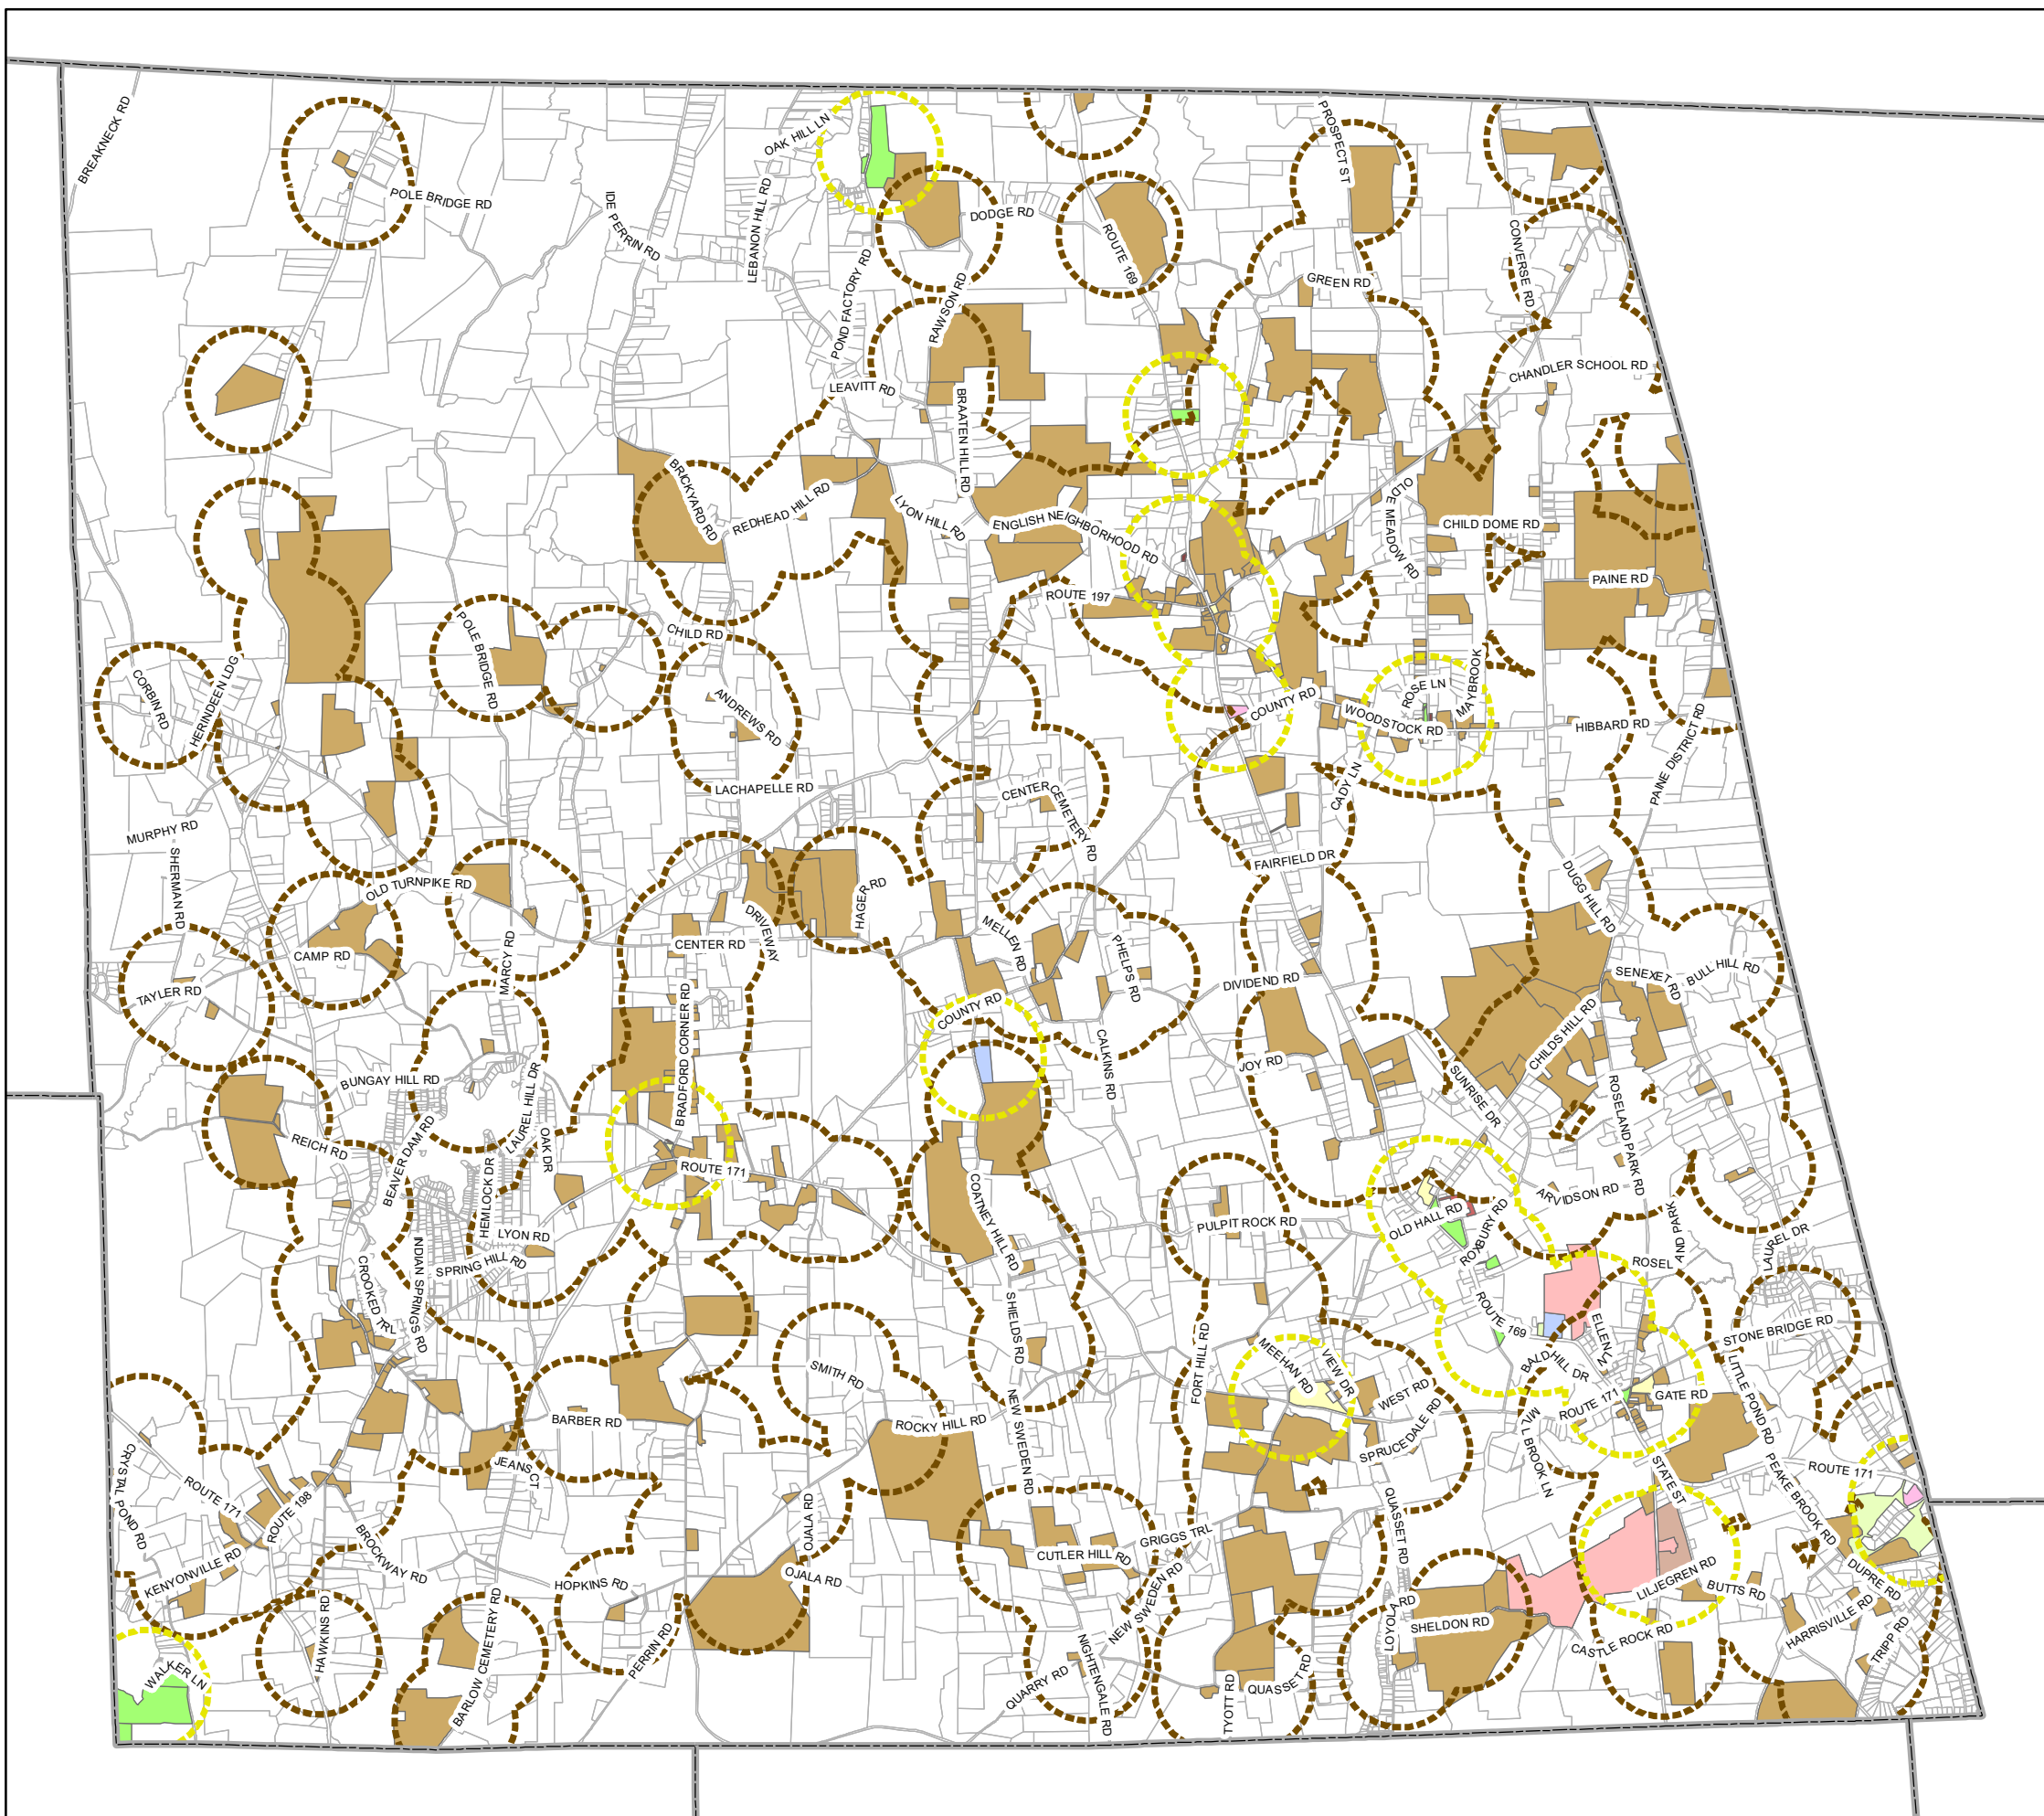 BREAKNECK RD
OAK HILL LN
PROSPECT ST
POLE BRIDGE RD
IDE PERRIN RD
LEBANON HILL RD
DODGE RD
ROUTE 169
CONVERSE RD
GREEN RD
POND FACTORY RD
RAWSON RD
LEAVITT RD
CHANDLER SCHOOL RD
BRAATEN HILL RD
BRICKYARD RD
REDHEAD HILL RD
LYON HILL RD
ENGLISH NEIGHBORHOOD RD
OLDE MEADOW RD
CHILD DOME RD
PAINE RD
ROUTE 197
POLE BRIDGE RD
CHILD RD
CORBIN RD
HERINDEEN LDG
ANDREWS RD
COUNTY RD
ROSE LN
MAYBROOK
WOODSTOCK RD
HIBBARD RD
PAINE DISTRICT RD
LACHAPELLE RD
CENTER
CEMETERY RD
CADY LN
MURPHY RD
SHERMAN RD
FAIRFIELD DR
OLD TURNPIKE RD
HAGER RD
DUGG HILL RD
DRIVEWAY
CENTER RD
MELLEN RD
PHELPS RD
CAMP RD
MARCY RD
TAYLER RD
DIVIDEND RD
SENEXET RD
BULL HILL RD
BRADFORD CORNER RD
COUNTY RD
CALKINS RD
JOY RD
CHILDS HILL RD
SUNRISE DR
BUNGAY HILL RD
LAUREL HILL DR
OAK DR
REICH RD
BEAVER DAM RD
HEMLOCK DR
ROUTE 171
ROSELAND PARK RD
ARVIDSON RD
COATNEY HILL RD
PULPIT ROCK RD
OLD HALL RD
ROXBURY RD
LYON RD
SPRING HILL RD
INDIAN SPRINGS RD
CROOKED TRL
ROSEL
AND PARK
LAUREL DR
SHIELDS RD
ROUTE 169
ELLEN LN
STONE BRIDGE RD
FORT HILL RD
MEEHAN RD
VIEW DR
WEST RD
BALD HILL DR
SMITH RD
GATE RD
LITTLE POND RD
ROUTE 171
BARBER RD
ROCKY HILL RD
NEW SWEDEN RD
SPRUCEDALE RD
MILL BROOK LN
JEANS CT
CRYSTAL POND RD
ROUTE 171
ROUTE 198
STATE ST
PEAKE BROOK RD
ROUTE 171
OJALA RD
QUASSET RD
GRIGGS TRL
CUTLER HILL RD
BROCKWAY RD
KENYONVILLE RD
HOPKINS RD
OJALA RD
NEW SWEDEN RD
LILJEGREN RD
BUTTS RD
DUPRE RD
LOYOLA RD
SHELDON RD
CASTLE ROCK RD
HARRISVILLE RD
TRIPP RD
HAWKINS RD
BARLOW CEMETERY RD
PERRIN RD
NIGHTENGALE RD
QUARRY RD
TYOTT RD
QUASSET RD
WALKER LN